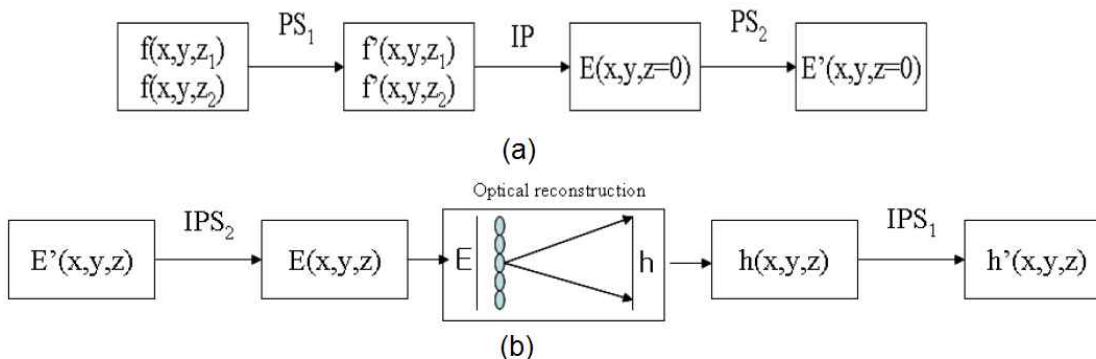 PS₁
IP
PS₂
f(x,y,z₁)
f(x,y,z₂)
f'(x,y,z₁)
f'(x,y,z₂)
E(x,y,z=0)
E'(x,y,z=0)
(a)
Optical reconstruction
IPS₂
IPS₁
E'(x,y,z)
E(x,y,z)
E
h
h(x,y,z)
h'(x,y,z)
(b)